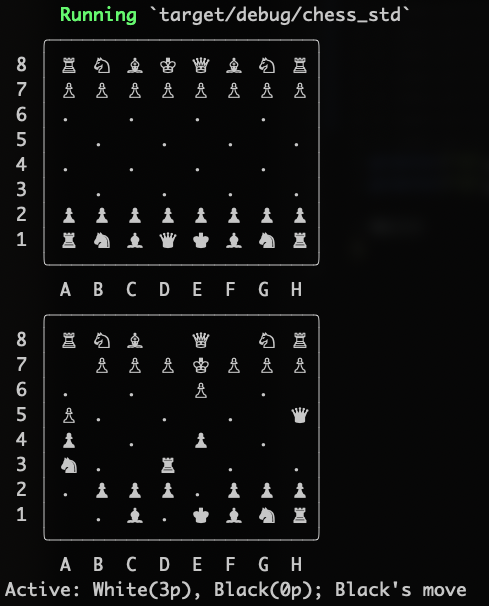 Running `target/debug/chess_std`
8 ♖ ♘ ♗ ♔ ♕ ♗ ♘ ♖
7 ♙ ♙ ♙ ♙ ♙ ♙ ♙ ♙
6 . . . .
5 . . . .
4 . . . .
3 . . . .
2 ♟ ♟ ♟ ♟ ♟ ♟ ♟ ♟
1 ♜ ♞ ♝ ♛ ♚ ♝ ♞ ♜
A B C D E F G H
8 ♖ ♘ ♗ ♕ ♘ ♖
7 ♙ ♙ ♙ ♔ ♙ ♙ ♙
6 . . ♙ .
5 ♙ . . . ♛
4 ♟ . ♟ .
3 ♞ . ♜ . .
2 . ♟ ♟ ♟ . ♟ ♟ ♟
1 . ♝ . ♚ ♝ ♞ ♜
A B C D E F G H
Active: White(3p), Black(0p); Black's move